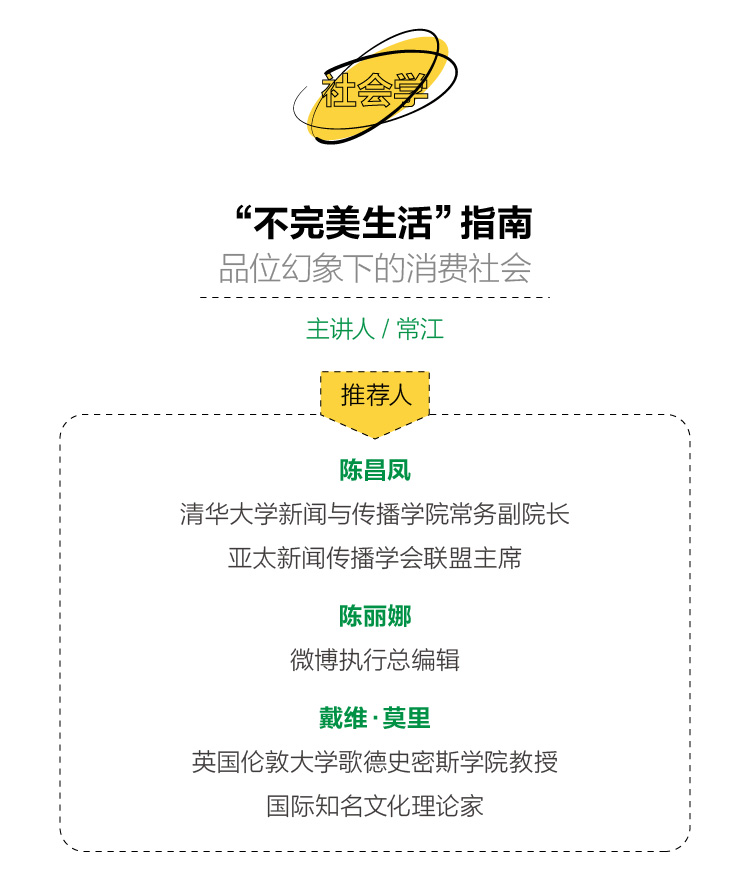 社会学
“不完美生活”指南
品位幻象下的消费社会
主讲人 / 常江
推荐人
陈昌凤
清华大学新闻与传播学院常务副院长
亚太新闻传播学会联盟主席
陈丽娜
微博执行总编辑
戴维·莫里
英国伦敦大学歌德史密斯学院教授
国际知名文化理论家